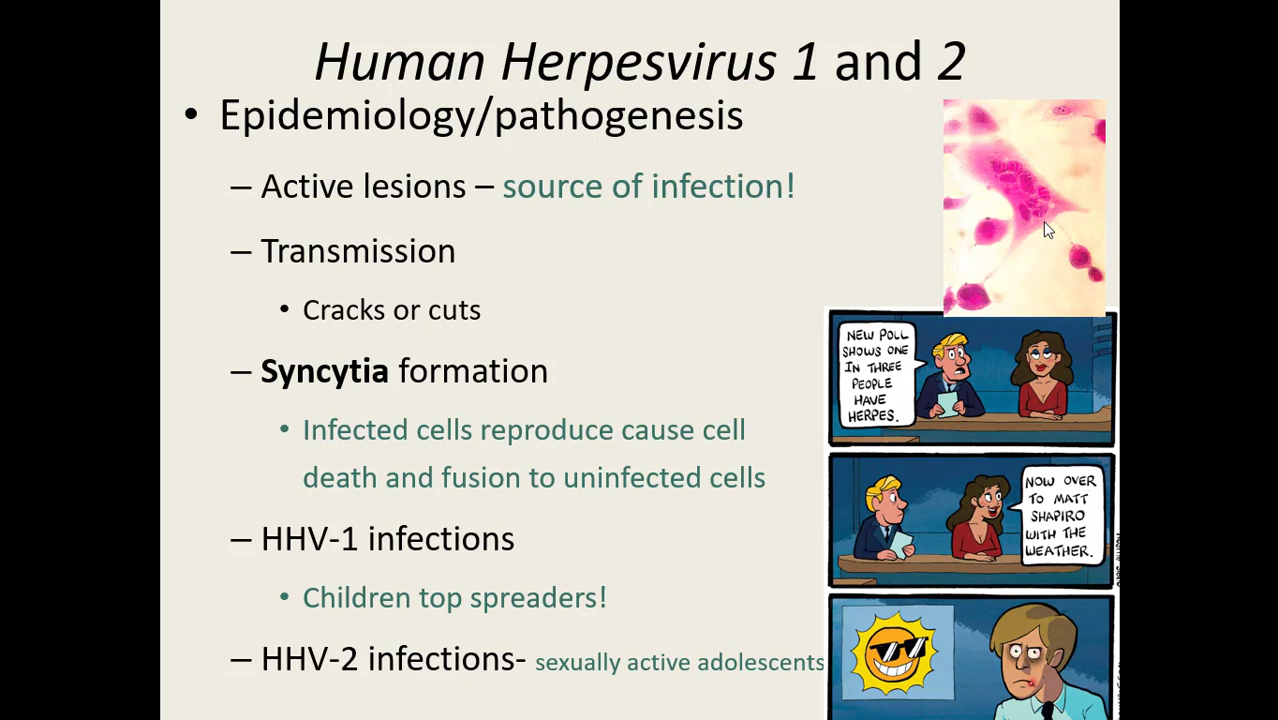 Human Herpesvirus 1 and 2
• Epidemiology/pathogenesis
– Active lesions – source of infection!
– Transmission
• Cracks or cuts
– Syncytia formation
• Infected cells reproduce cause cell
death and fusion to uninfected cells
– HHV-1 infections
• Children top spreaders!
– HHV-2 infections- sexually active adolescents
NEW POLL
SHOWS ONE
IN THREE
PEOPLE
HAVE
HERPES.
NOW OVER
TO MATT
SHAPIRO
WITH THE
WEATHER.